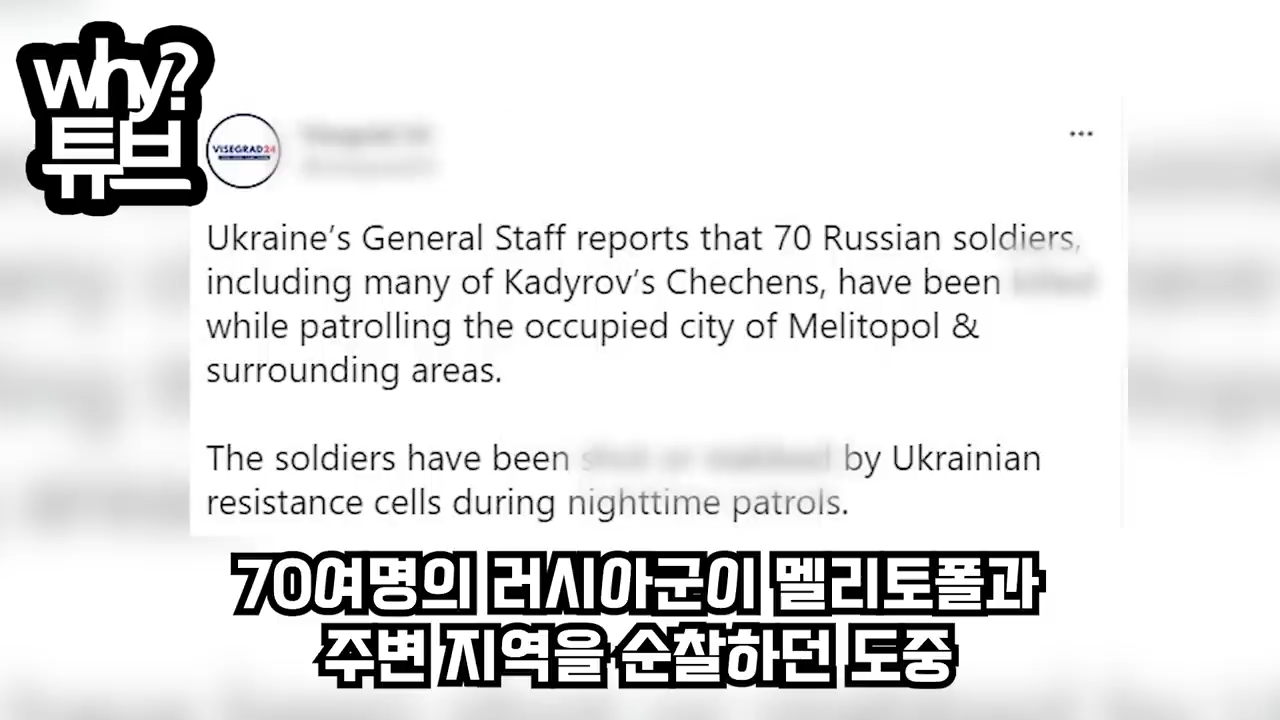 why?
튜브
VISEGRAD24
Ukraine’s General Staff reports that 70 Russian soldiers,
including many of Kadyrov’s Chechens, have been
while patrolling the occupied city of Melitopol &
surrounding areas.
The soldiers have been by Ukrainian
resistance cells during nighttime patrols.
70여명의 러시아군이 멜리토폴과
주변 지역을 순찰하던 도중